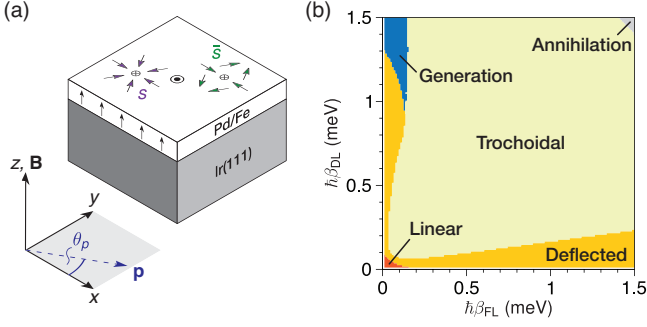 (a)
S
S̄
Pd/Fe
Ir(111)
z, B
y
θp
p
x
(b)
ℏβDL (meV)
1.5
1
0.5
0
Annihilation
Generation
Trochoidal
Linear
Deflected
0
0.5
1
1.5
ℏβFL (meV)